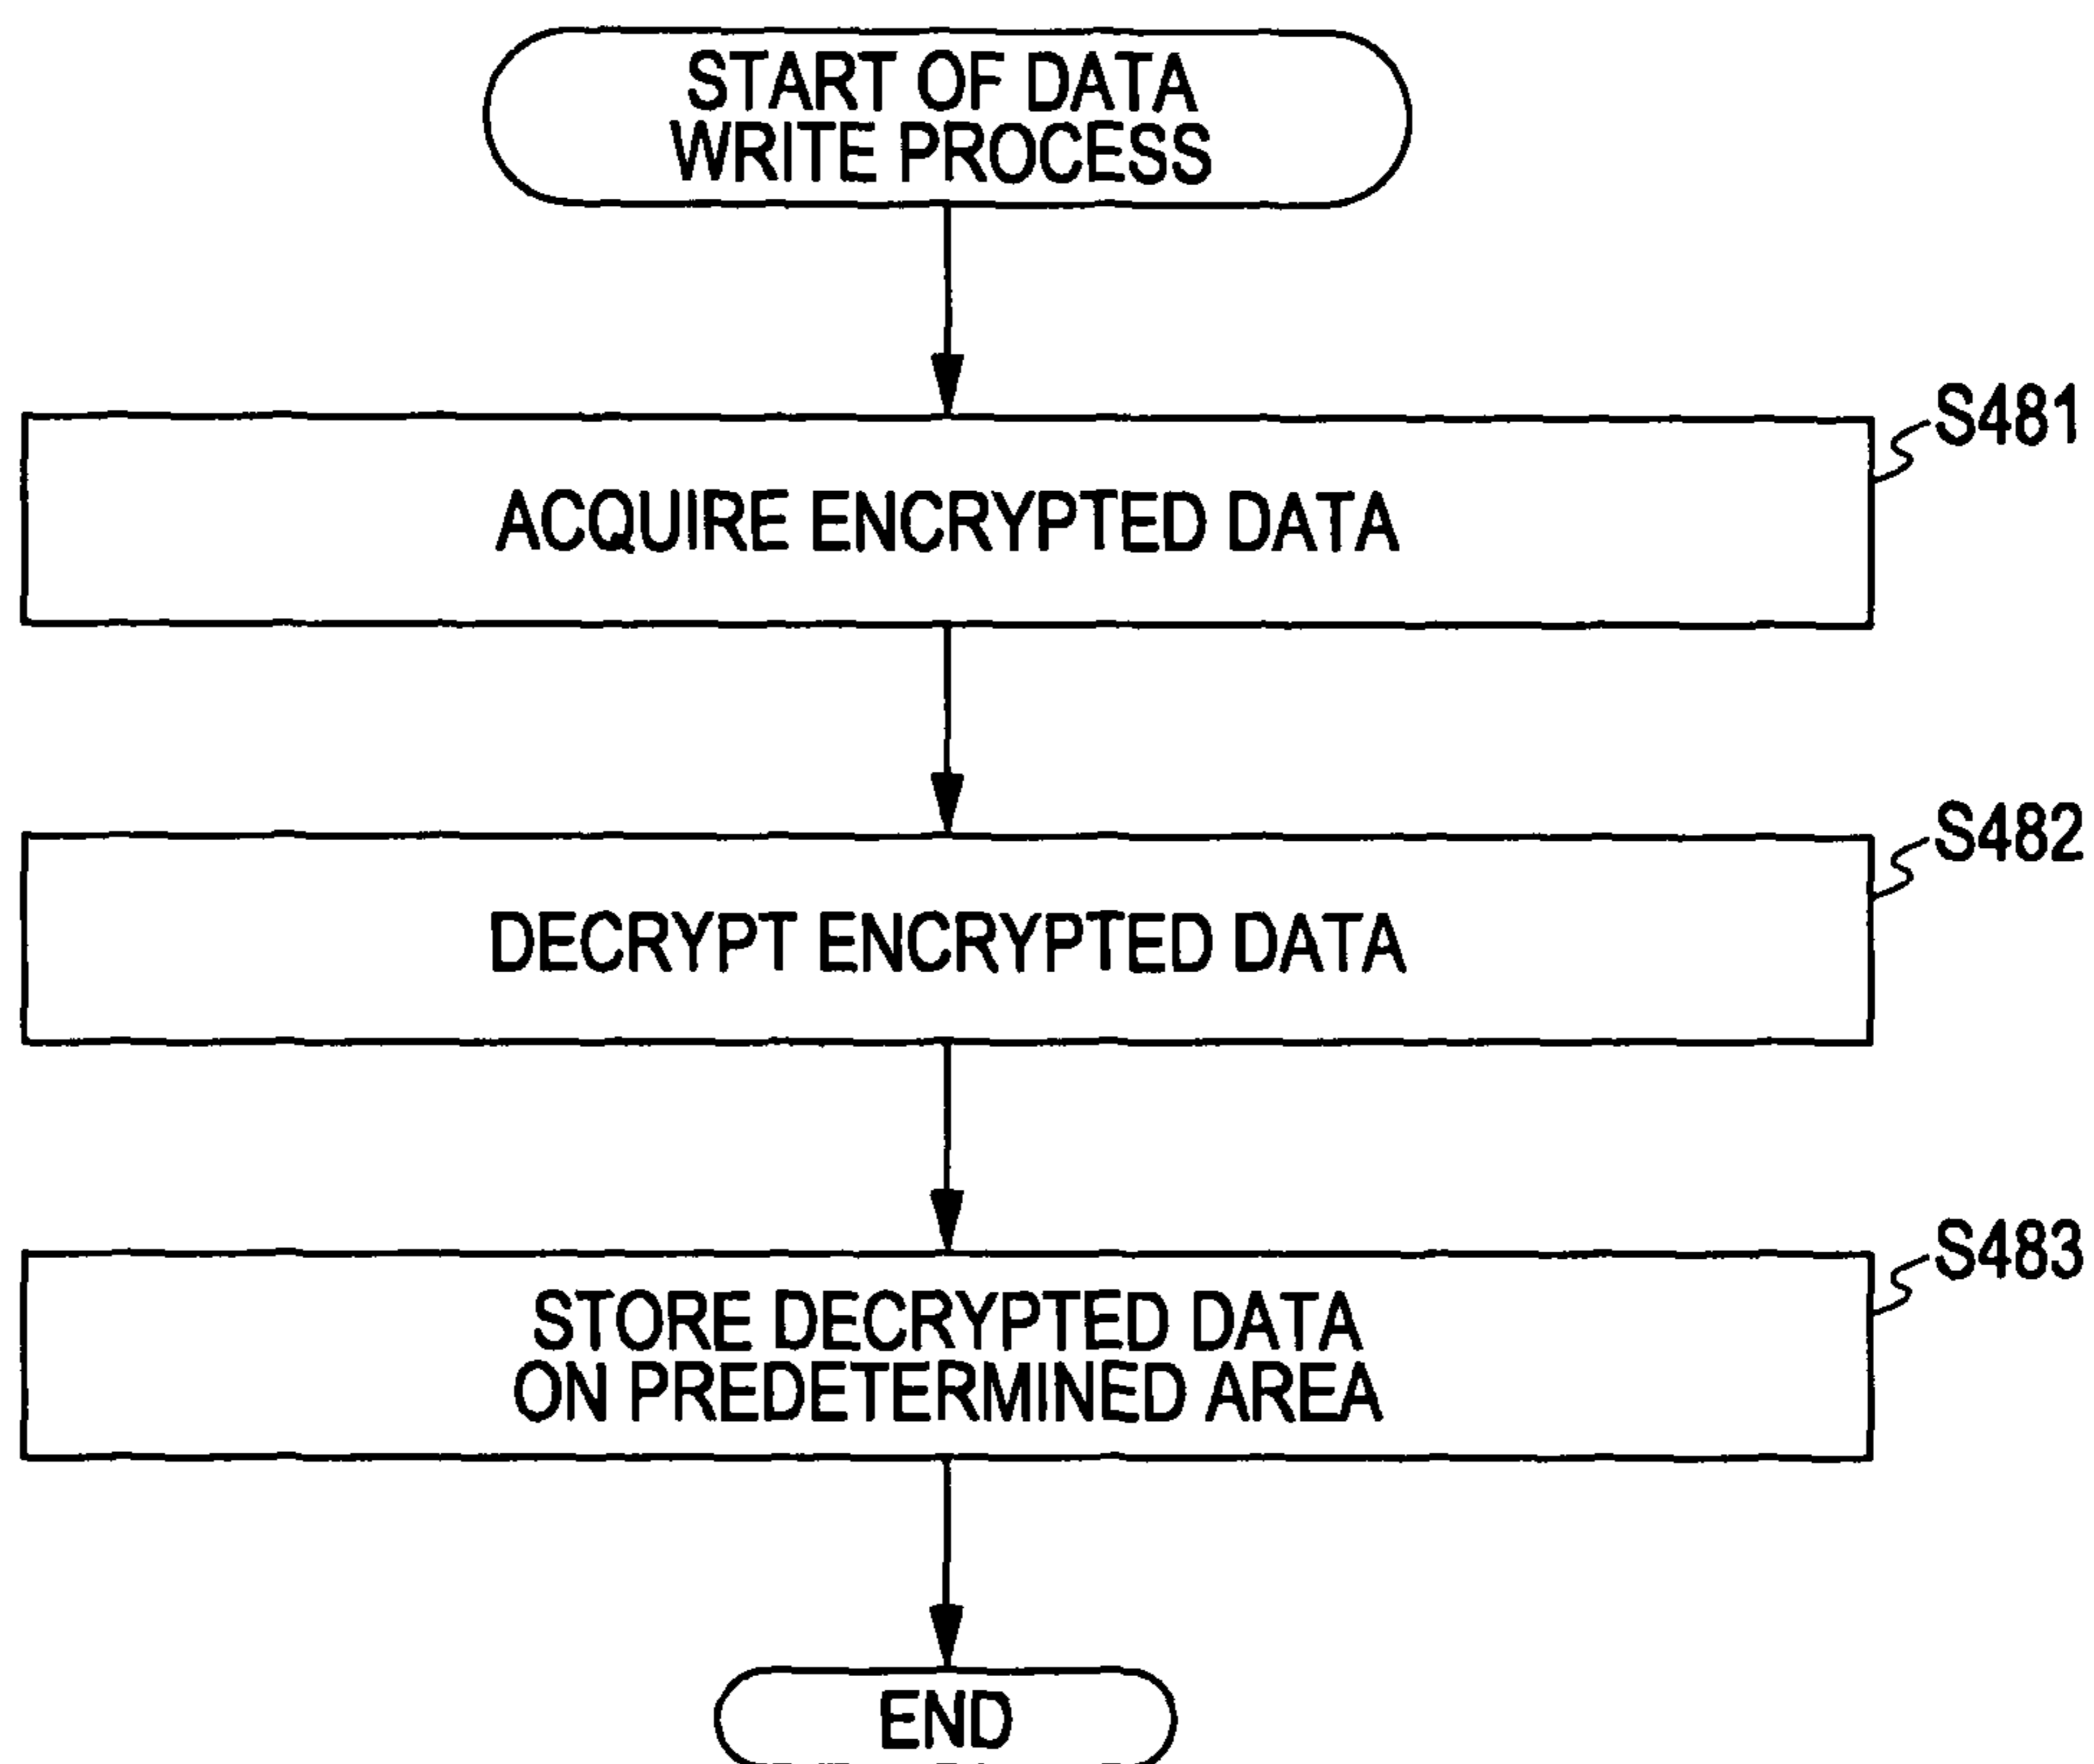 START OF DATA
WRITE PROCESS
S481
ACQUIRE ENCRYPTED DATA
S482
DECRYPT ENCRYPTED DATA
S483
STORE DECRYPTED DATA
ON PREDETERMINED AREA
END